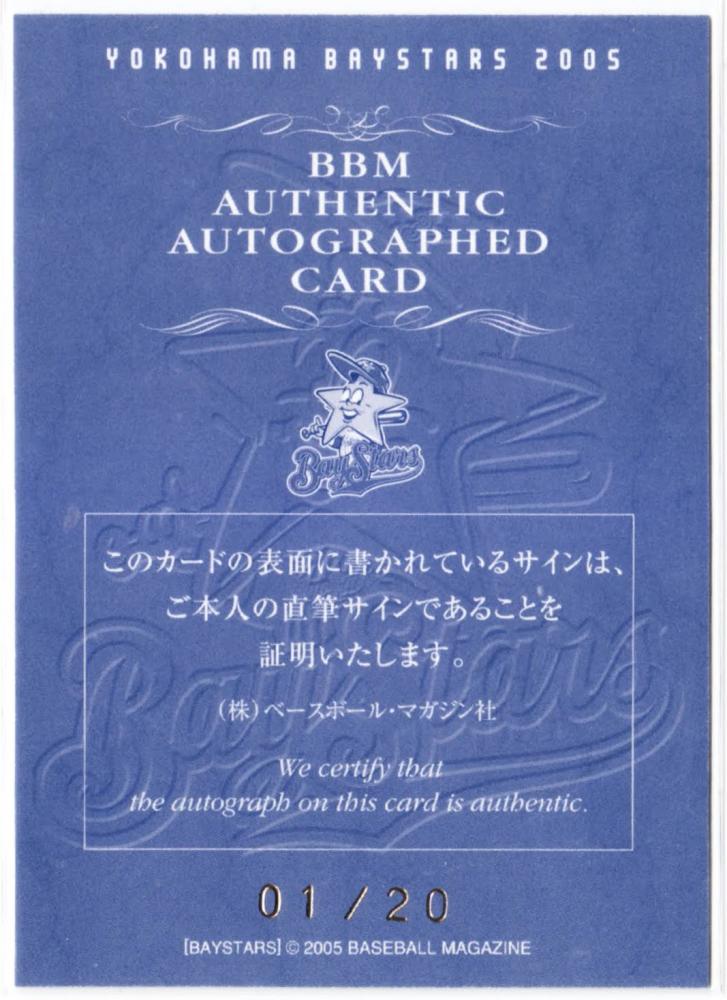 YOKOHAMA BAYSTARS 2005
BBM
AUTHENTIC
AUTOGRAPHED
CARD
BayStars
このカードの表面に書かれているサインは、
ご本人の直筆サインであることを
証明いたします。
(株)ベースボール・マガジン社
We certify that
the autograph on this card is authentic.
01/20
[BAYSTARS] © 2005 BASEBALL MAGAZINE